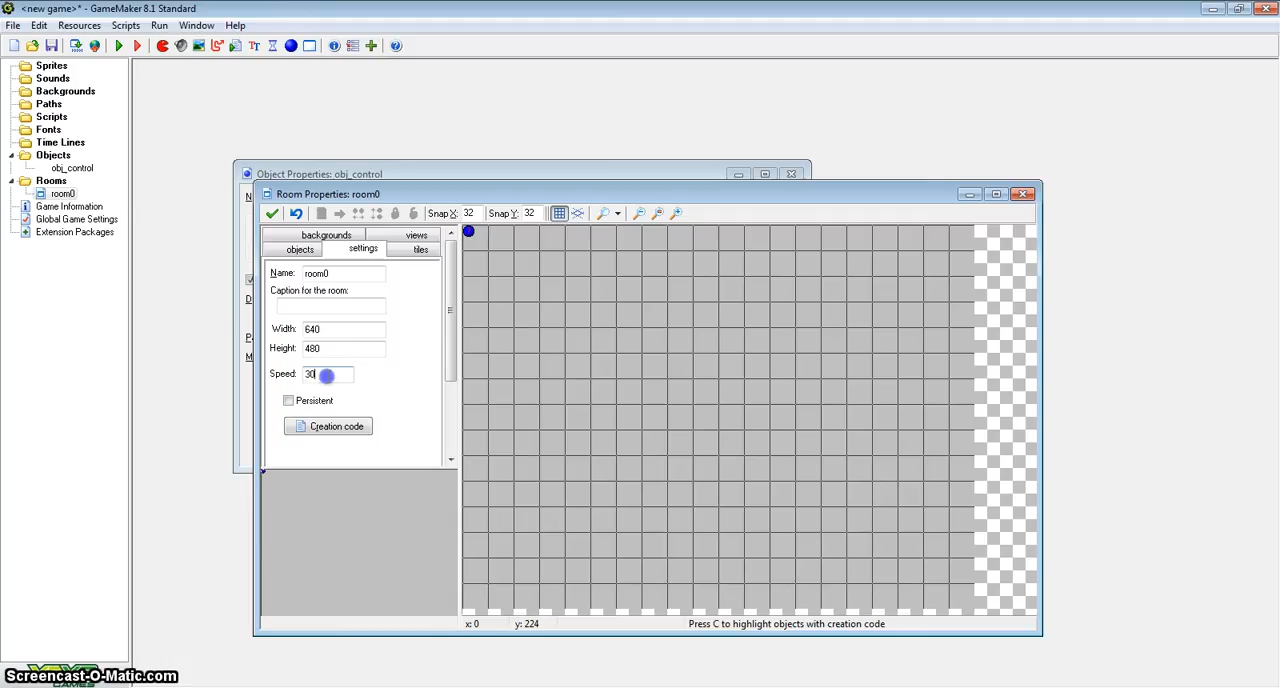 <new game>* - GameMaker 8.1 Standard
File Edit Resources Scripts Run Window Help
Sprites
Sounds
Backgrounds
Paths
Scripts
Fonts
Time Lines
Objects
obj_control
Rooms
room0
Game Information
Global Game Settings
Extension Packages
Object Properties: obj_control
Room Properties: room0
Snap X: 32 Snap Y: 32
backgrounds views
objects settings tiles
Name: room0
Caption for the room:
Width: 640
Height: 480
Speed: 30
Persistent
Creation code
x: 0 y: 224 Press C to highlight objects with creation code
Screencast-O-Matic.com